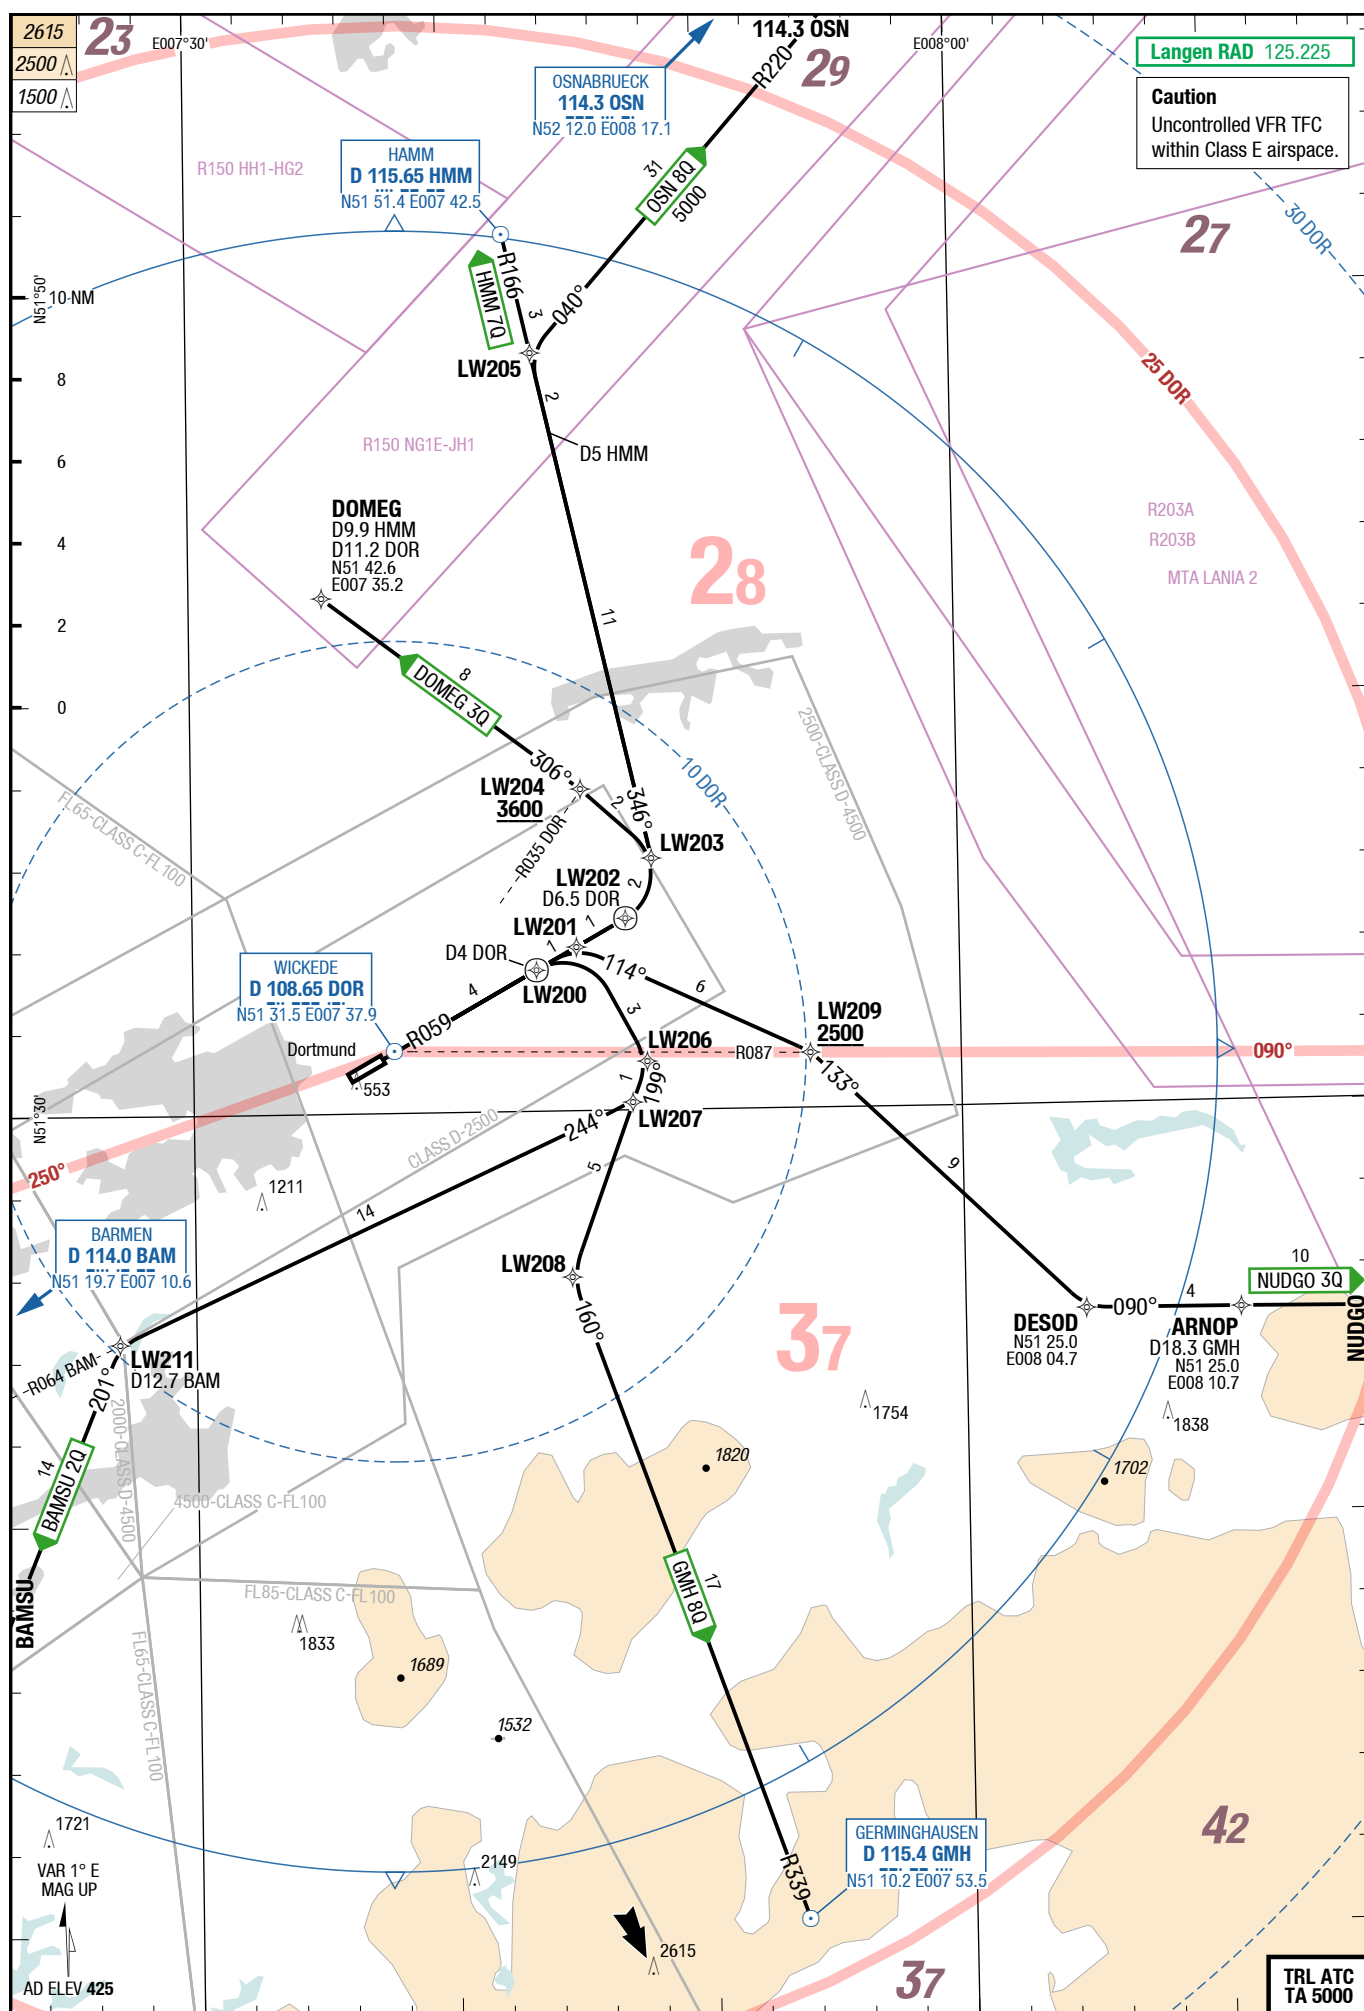 2615
2500
1500
23
E007°30'
114.3 OSN
R220
29
E008°00'
Langen RAD 125.225
Caution
Uncontrolled VFR TFC
within Class E airspace.
OSNABRUECK
114.3 OSN
N52 12.0 E008 17.1
HAMM
D 115.65 HMM
N51 51.4 E007 42.5
R150 HH1-HG2
31
OSN 8Q
5000
27
30 DOR
R166
HMM 7Q
3
040°
N51°50'
10 NM
8
6
4
2
0
LW205
2
D5 HMM
25 DOR
R150 NG1E-JH1
DOMEG
D9.9 HMM
D11.2 DOR
N51 42.6
E007 35.2
28
R203A
R203B
MTA LANIA 2
11
8
DOMEG 3Q
306°
2500-CLASS D-4500
10 DOR
LW204
3600
2
346°
FL65-CLASS C-FL100
R035 DOR
LW203
2
LW202
D6.5 DOR
1
LW201
1
D4 DOR
LW200
114°
6
WICKEDE
D 108.65 DOR
N51 31.5 E007 37.9
4
R059
3
LW209
2500
Dortmund
553
LW206
R087
090°
133°
1
199°
N51°30'
LW207
244°
CLASS D-2500
250°
5
9
1211
14
BARMEN
D 114.0 BAM
N51 19.7 E007 10.6
LW208
160°
10
NUDGO 3Q
NUDGO
4
090°
DESOD
N51 25.0
E008 04.7
ARNOP
D18.3 GMH
N51 25.0
E008 10.7
37
R064 BAM
LW211
D12.7 BAM
201°
2000-CLASS D-4500
1754
1838
14
BAMSU 2Q
1820
1702
4500-CLASS C-FL100
BAMSU
FL85-CLASS C-FL100
17
GMH 8Q
1833
FL65-CLASS C-FL100
1689
1532
1721
VAR 1° E
MAG UP
AD ELEV 425
2149
GERMINGHAUSEN
D 115.4 GMH
N51 10.2 E007 53.5
R339
42
2615
37
TRL ATC
TA 5000